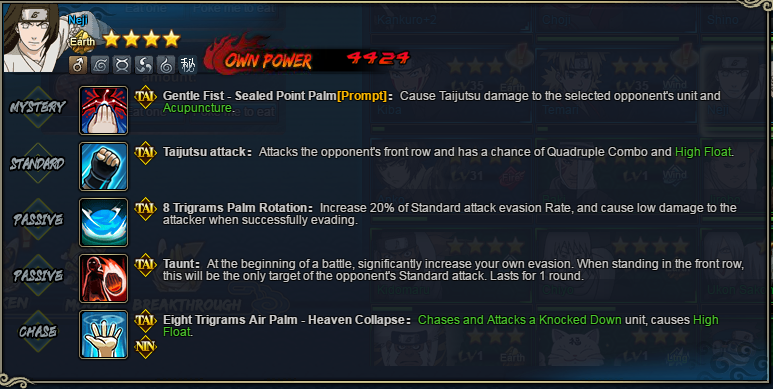 Neji
Earth
OWN POWER 4424
MYSTERY
TAI
Gentle Fist - Sealed Point Palm[Prompt]： Cause Taijutsu damage to the selected opponent's unit and
Acupuncture.
STANDARD
TAI
Taijutsu attack： Attacks the opponent's front row and has a chance of Quadruple Combo and High Float.
PASSIVE
TAI
8 Trigrams Palm Rotation： Increase 20% of Standard attack evasion Rate, and cause low damage to the
attacker when successfully evading.
PASSIVE
TAI
Taunt： At the beginning of a battle, significantly increase your own evasion. When standing in the front row,
this will be the only target of the opponent's Standard attack. Lasts for 1 round.
BREAKTHROUGH
CHASE
TAI
NIN
Eight Trigrams Air Palm - Heaven Collapse： Chases and Attacks a Knocked Down unit, causes High
Float.
LV1
Earth
LV1